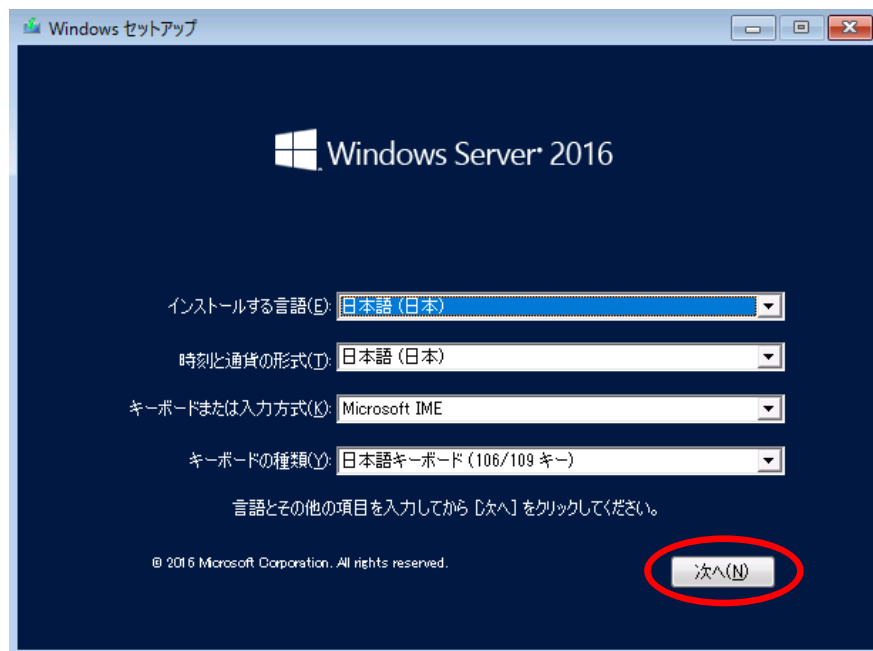 Windows セットアップ
Windows Server 2016
インストールする言語(E): 日本語 (日本)
時刻と通貨の形式(T): 日本語 (日本)
キーボードまたは入力方式(K): Microsoft IME
キーボードの種類(Y): 日本語キーボード (106/109 キー)
言語とその他の項目を入力してから [次へ] をクリックしてください。
© 2016 Microsoft Corporation. All rights reserved.
次へ(N)